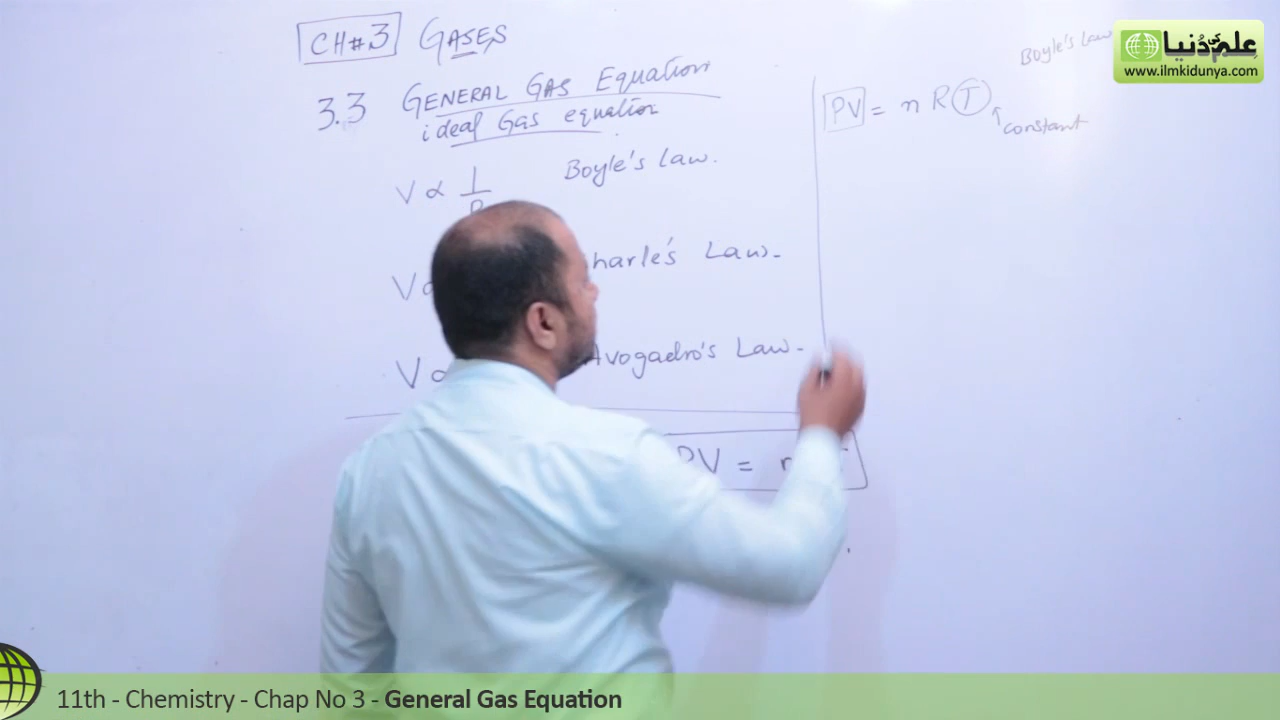 CH#3 GASES
3.3 GENERAL GAS Equation
ideal Gas equation
V ∝ 1/P Boyle's Law.
V ∝ harle's Law.
V ∝ Avogadro's Law.
PV = n
PV = n R T
constant
Boyle's Law
علم کی دُنیا
www.ilmkidunya.com
11th - Chemistry - Chap No 3 - General Gas Equation